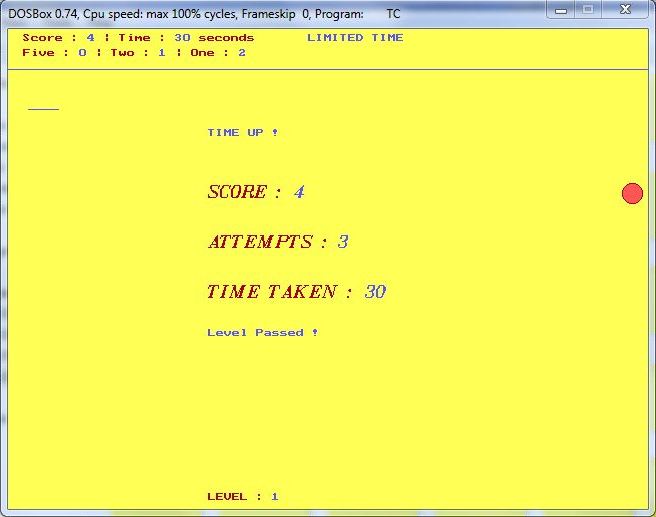 DOSBox 0.74, Cpu speed: max 100% cycles, Frameskip 0, Program: TC
Score : 4 ¦ Time : 30 seconds LIMITED TIME
Five : 0 ¦ Two : 1 ¦ One : 2
TIME UP !
SCORE : 4
ATTEMPTS : 3
TIME TAKEN : 30
Level Passed !
LEVEL : 1